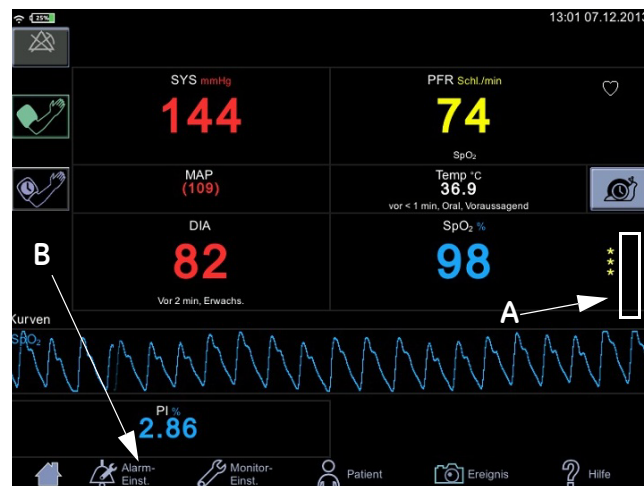 25%
13:01 07.12.2013
SYS mmHg
144
PFR Schl./min
74
SpO₂
MAP
(109)
Temp °C
36.9
vor < 1 min, Oral, Voraussagend
DIA
82
Vor 2 min, Erwachs.
SpO₂ %
98
***
B
A
Kurven
SpO₂
PI %
2.86
Alarm-
Einst.
Monitor-
Einst.
Patient
Ereignis
Hilfe